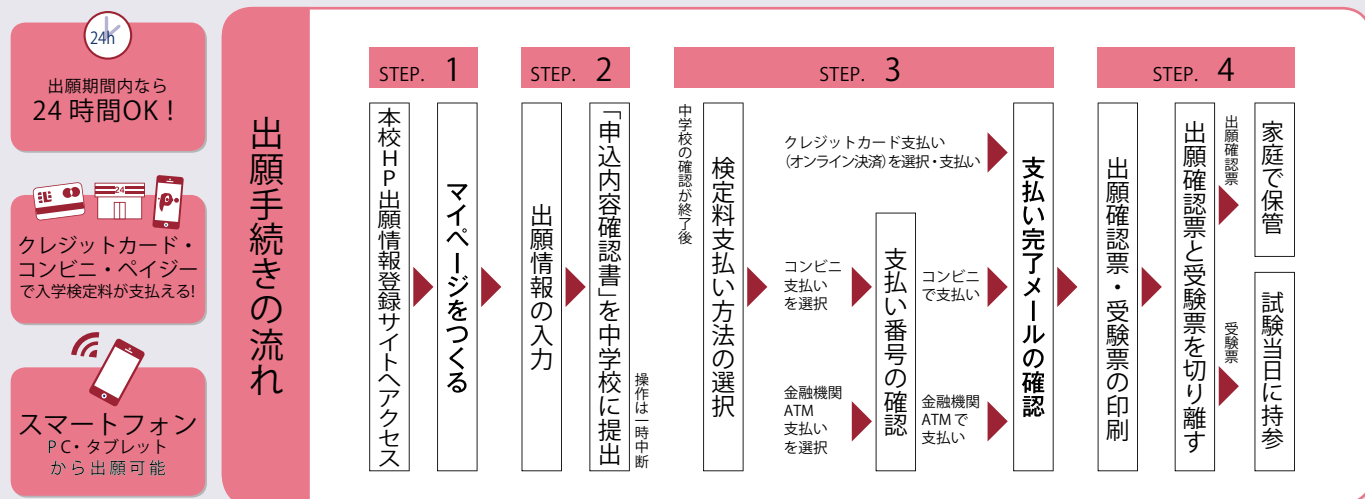 24h
出願期間内なら
24時間OK！
24
クレジットカード・
コンビニ・ペイジー
で入学検定料が支払える!
スマートフォン
PC・タブレット
から出願可能
出願手続きの流れ
STEP. 1
本校HP出願情報登録サイトへアクセス
マイページをつくる
STEP. 2
出願情報の入力
「申込内容確認書」を中学校に提出
操作は一時中断
STEP. 3
中学校の確認が終了後
検定料支払い方法の選択
クレジットカード支払い
(オンライン決済)を選択・支払い
コンビニ
支払い
を選択
金融機関
ATM
支払い
を選択
支払い番号の確認
コンビニ
で支払い
金融機関
ATMで
支払い
支払い完了メールの確認
STEP. 4
出願確認票・受験票の印刷
出願確認票と受験票を切り離す
出願確認票
家庭で保管
受験票
試験当日に持参